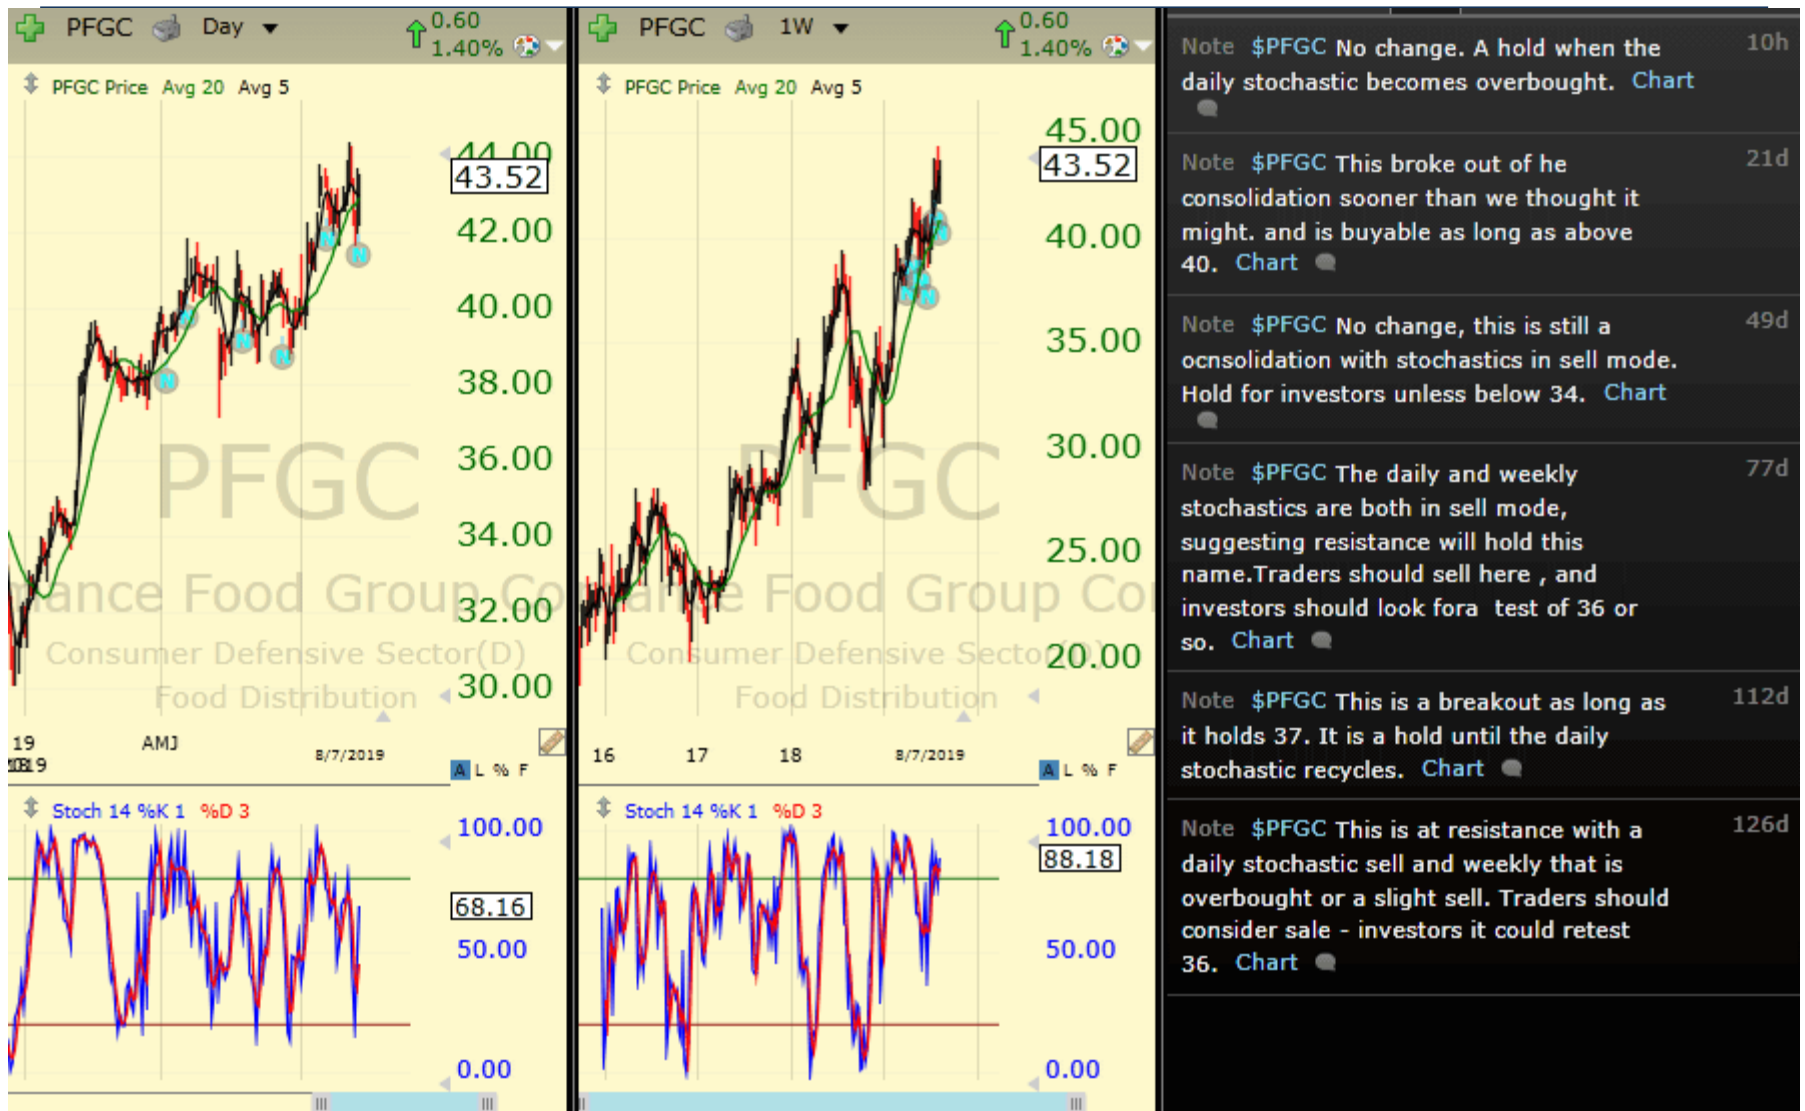 PFGC Day
0.60
1.40%
PFGC Price Avg 20 Avg 5
44.00
43.52
42.00
40.00
38.00
36.00
34.00
32.00
30.00
PFGC
mance Food Group Co
Consumer Defensive Sector(D)
Food Distribution
N
N
N
N
N
N
19
AMJ
8/7/2019
A L % F
Stoch 14 %K 1 %D 3
100.00
68.16
50.00
0.00
PFGC 1W
0.60
1.40%
PFGC Price Avg 20 Avg 5
45.00
43.52
40.00
35.00
30.00
25.00
20.00
PFGC
Food Group Co
Consumer Defensive Sector
Food Distribution
N
N
N
16 17 18 8/7/2019
A L % F
Stoch 14 %K 1 %D 3
100.00
88.18
50.00
0.00
Note $PFGC No change. A hold when the 10h
daily stochastic becomes overbought. Chart
Note $PFGC This broke out of he 21d
consolidation sooner than we thought it
might. and is buyable as long as above
40. Chart
Note $PFGC No change, this is still a 49d
ocnsolidation with stochastics in sell mode.
Hold for investors unless below 34. Chart
Note $PFGC The daily and weekly 77d
stochastics are both in sell mode,
suggesting resistance will hold this
name.Traders should sell here , and
investors should look fora test of 36 or
so. Chart
Note $PFGC This is a breakout as long as 112d
it holds 37. It is a hold until the daily
stochastic recycles. Chart
Note $PFGC This is at resistance with a 126d
daily stochastic sell and weekly that is
overbought or a slight sell. Traders should
consider sale - investors it could retest
36. Chart